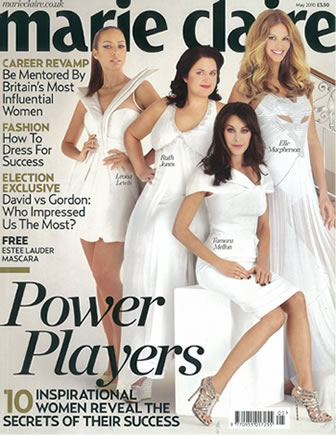 marieclaire.co.uk
May 2010 £3.50
marie claire
CAREER REVAMP
Be Mentored By
Britain's Most
Influential
Women
FASHION
How To
Dress For
Success
ELECTION
EXCLUSIVE
David vs Gordon:
Who Impressed
Us The Most?
FREE
ESTEE LAUDER
MASCARA
Leona
Lewis
Ruth
Jones
Elle
Macpherson
Tamara
Mellon
Power
Players
10 INSPIRATIONAL
WOMEN REVEAL THE
SECRETS OF THEIR SUCCESS